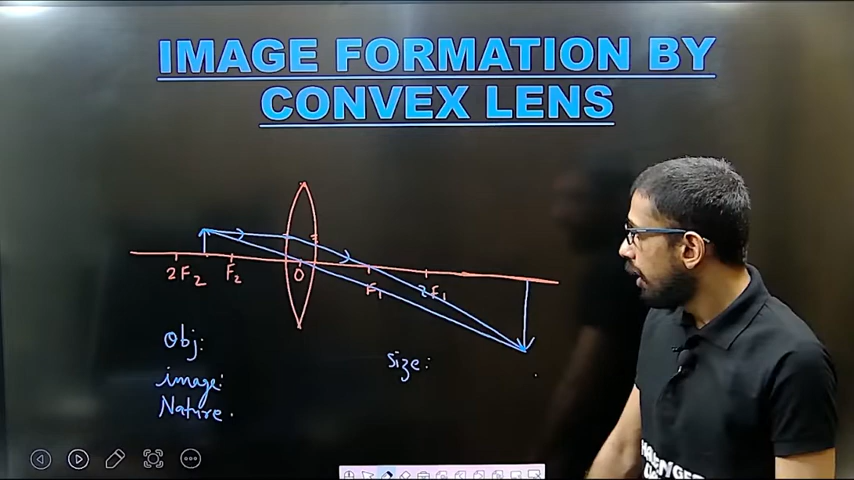 IMAGE FORMATION BY
CONVEX LENS
2F₂ F₂ O F₁ 2F₁
Obj:
size:
image:
Nature.